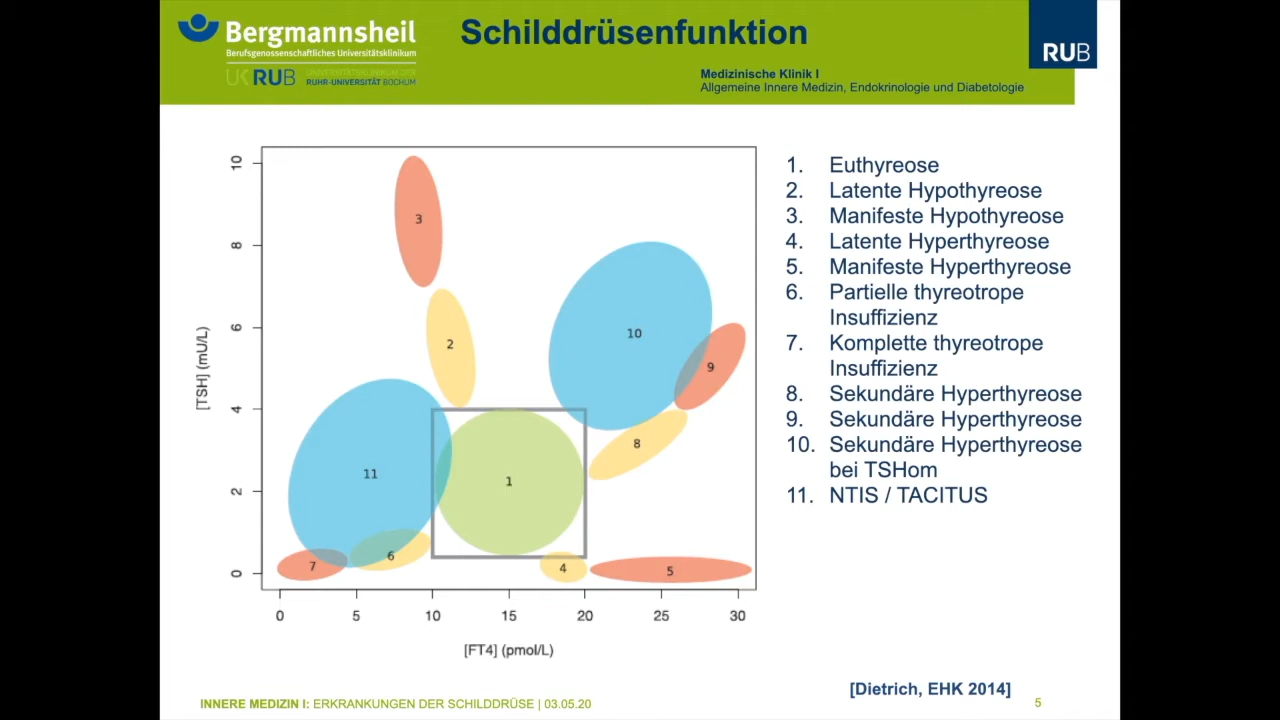 Bergmannsheil
Berufsgenossenschaftliches Universitätsklinikum
UK RUB UNIVERSITÄTSKLINIKUM DER
RUHR-UNIVERSITÄT BOCHUM
Schilddrüsenfunktion
RUB
Medizinische Klinik I
Allgemeine Innere Medizin, Endokrinologie und Diabetologie
[TSH] (mU/L)
10
8
6
4
2
0
3
2
10
9
8
11
1
6
7
4
5
0 5 10 15 20 25 30
[FT4] (pmol/L)
1. Euthyreose
2. Latente Hypothyreose
3. Manifeste Hypothyreose
4. Latente Hyperthyreose
5. Manifeste Hyperthyreose
6. Partielle thyreotrope
Insuffizienz
7. Komplette thyreotrope
Insuffizienz
8. Sekundäre Hyperthyreose
9. Sekundäre Hyperthyreose
10. Sekundäre Hyperthyreose
bei TSHom
11. NTIS / TACITUS
[Dietrich, EHK 2014]
INNERE MEDIZIN I: ERKRANKUNGEN DER SCHILDDRÜSE | 03.05.20
5